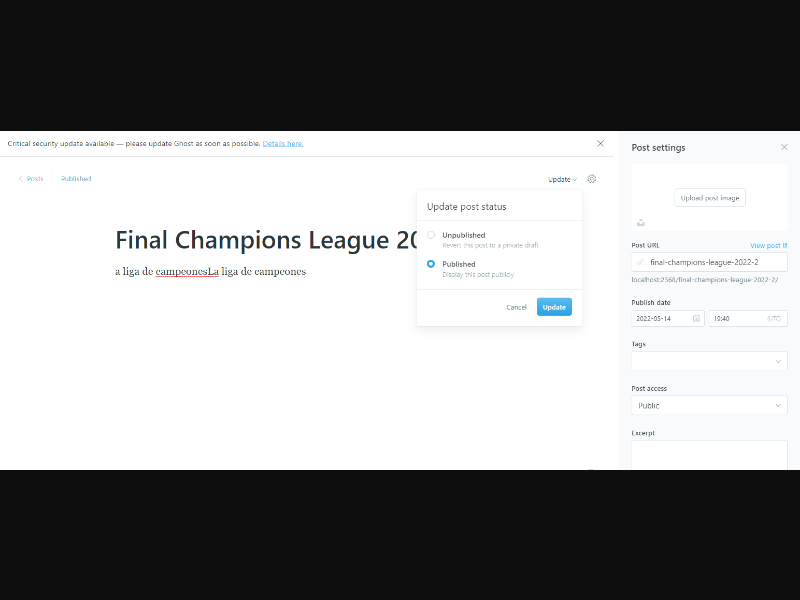 Critical security update available — please update Ghost as soon as possible. Details here:
Posts Published
Update
Final Champions League 20
a liga de campeonesLa liga de campeones
Update post status
Unpublished
Revert this post to a private draft
Published
Display this post publicly
Cancel Update
Post settings
Upload post image
Post URL View post
final-champions-league-2022-2
localhost:2368/final-champions-league-2022-2/
Publish date
2022-05-14 19:40 (UTC)
Tags
Post access
Public
Excerpt